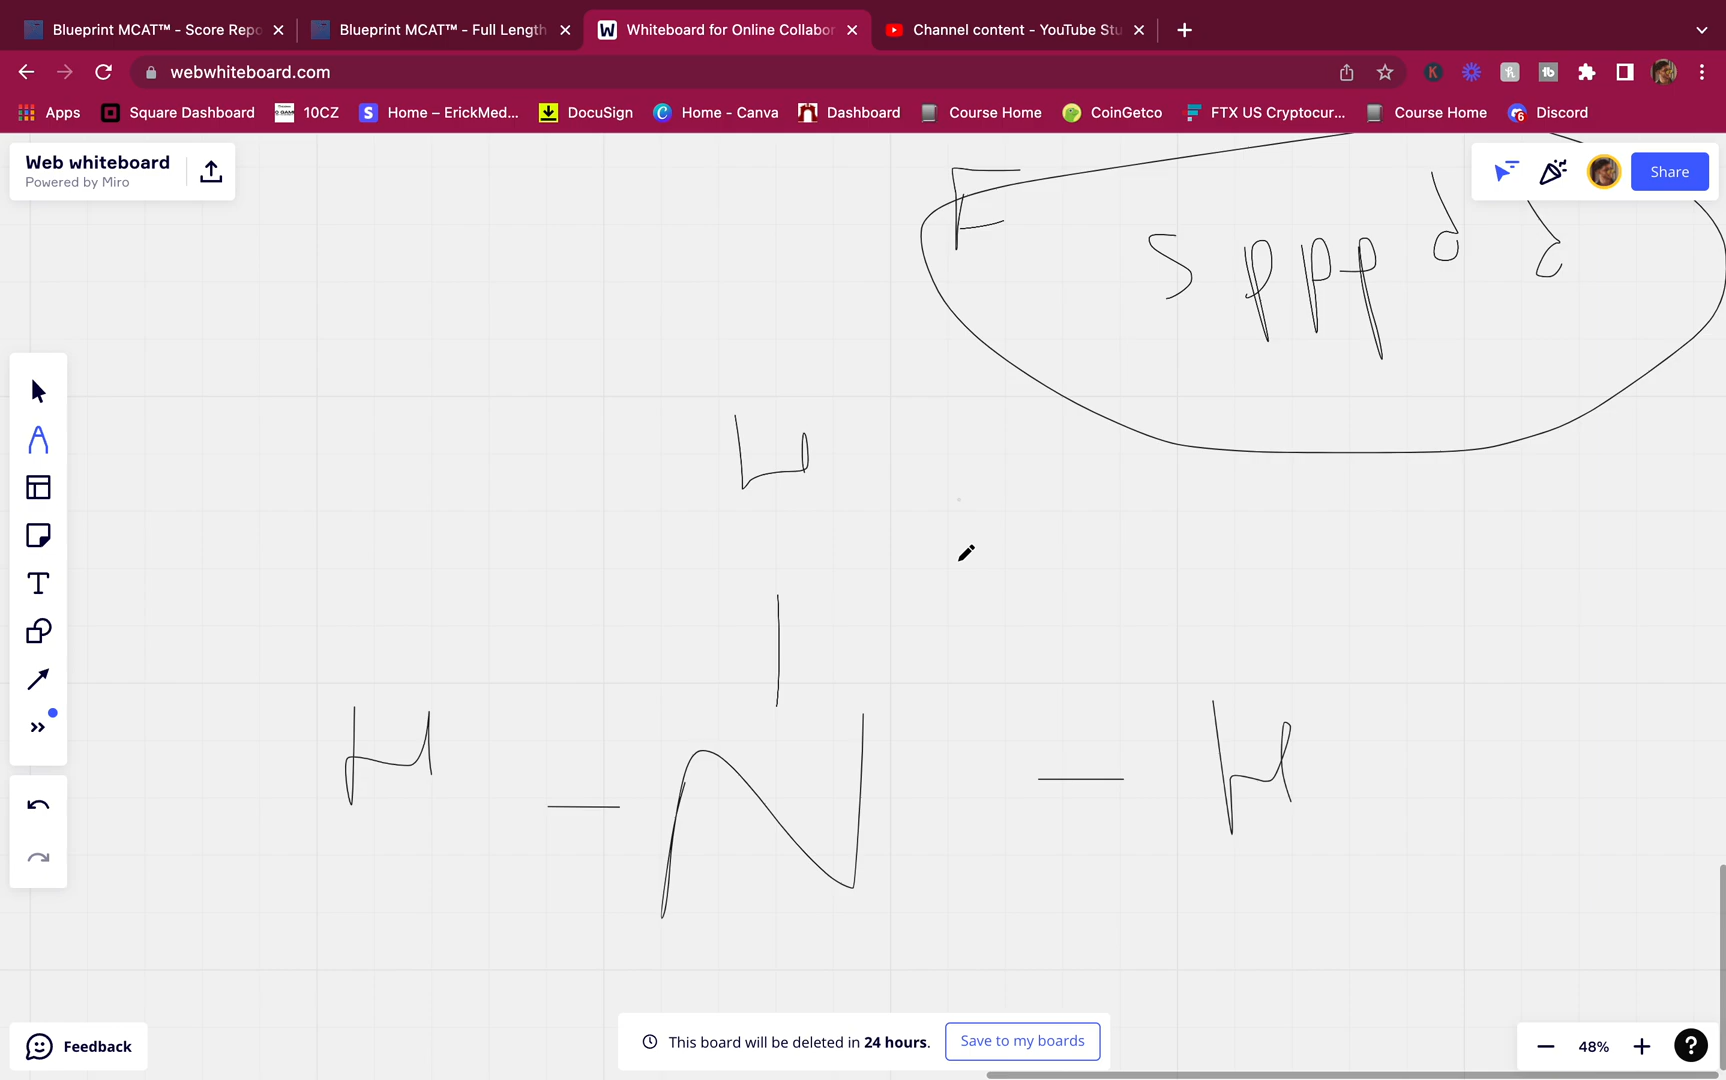 Blueprint MCAT™ - Score Repo
Blueprint MCAT™ - Full Length
Whiteboard for Online Collabor
Channel content - YouTube Stu
webwhiteboard.com
Apps
Square Dashboard
10CZ
Home – ErickMed...
DocuSign
Home - Canva
Dashboard
Course Home
CoinGetco
FTX US Cryptocur...
Course Home
Discord
Web whiteboard
Powered by Miro
Share
F
s p p p d d
H
H – N – H
This board will be deleted in 24 hours.
Save to my boards
Feedback
48%